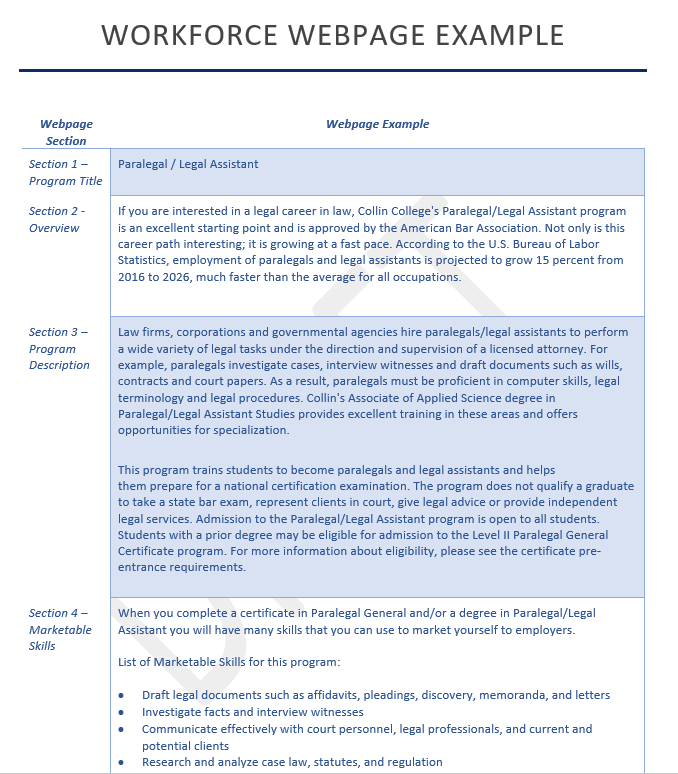 WORKFORCE WEBPAGE EXAMPLE
Webpage
Section
Webpage Example
Section 1 –
Program Title
Paralegal / Legal Assistant
Section 2 -
Overview
If you are interested in a legal career in law, Collin College's Paralegal/Legal Assistant program
is an excellent starting point and is approved by the American Bar Association. Not only is this
career path interesting; it is growing at a fast pace. According to the U.S. Bureau of Labor
Statistics, employment of paralegals and legal assistants is projected to grow 15 percent from
2016 to 2026, much faster than the average for all occupations.
Section 3 –
Program
Description
Law firms, corporations and governmental agencies hire paralegals/legal assistants to perform
a wide variety of legal tasks under the direction and supervision of a licensed attorney. For
example, paralegals investigate cases, interview witnesses and draft documents such as wills,
contracts and court papers. As a result, paralegals must be proficient in computer skills, legal
terminology and legal procedures. Collin's Associate of Applied Science degree in
Paralegal/Legal Assistant Studies provides excellent training in these areas and offers
opportunities for specialization.
This program trains students to become paralegals and legal assistants and helps
them prepare for a national certification examination. The program does not qualify a graduate
to take a state bar exam, represent clients in court, give legal advice or provide independent
legal services. Admission to the Paralegal/Legal Assistant program is open to all students.
Students with a prior degree may be eligible for admission to the Level II Paralegal General
Certificate program. For more information about eligibility, please see the certificate pre-
entrance requirements.
Section 4 –
Marketable
Skills
When you complete a certificate in Paralegal General and/or a degree in Paralegal/Legal
Assistant you will have many skills that you can use to market yourself to employers.
List of Marketable Skills for this program:
• Draft legal documents such as affidavits, pleadings, discovery, memoranda, and letters
• Investigate facts and interview witnesses
• Communicate effectively with court personnel, legal professionals, and current and
potential clients
• Research and analyze case law, statutes, and regulation